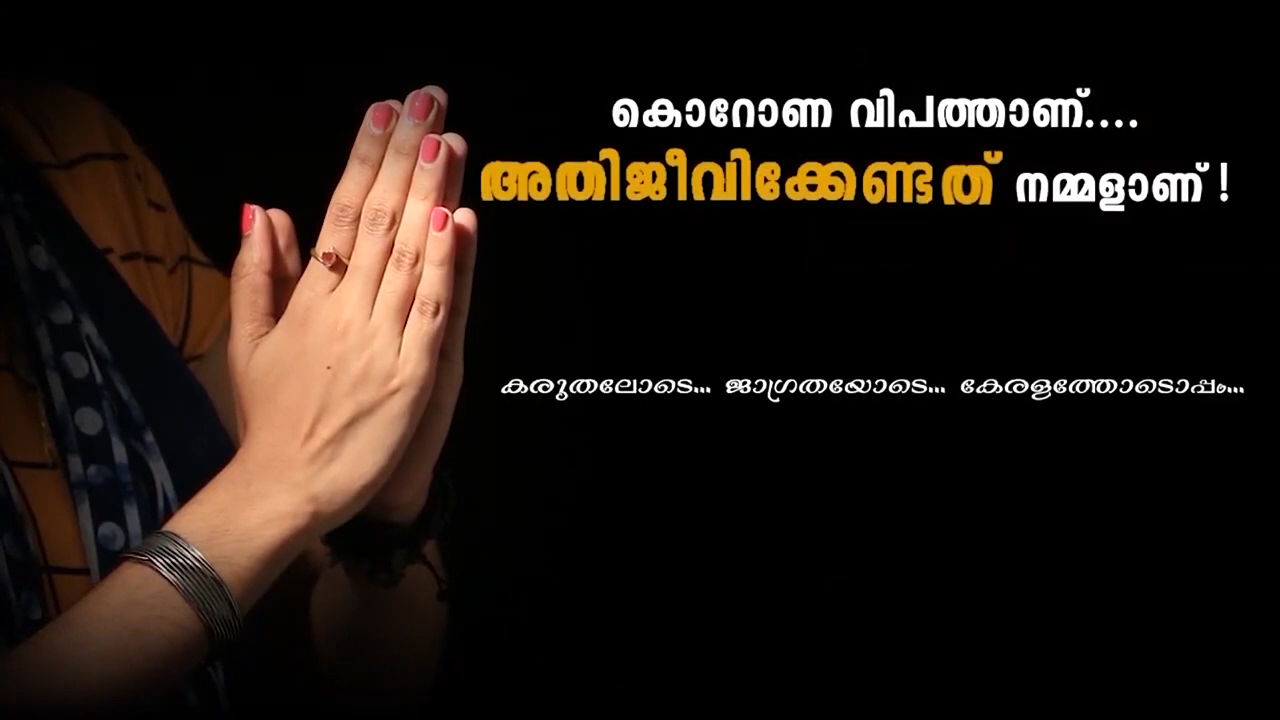 കൊറോണ വിപത്താണ്....
അതിജീവിക്കേണ്ടത് നമ്മളാണ് !
കരുതലോടെ... ജാഗ്രതയോടെ... കേരളത്തോടൊപ്പം...